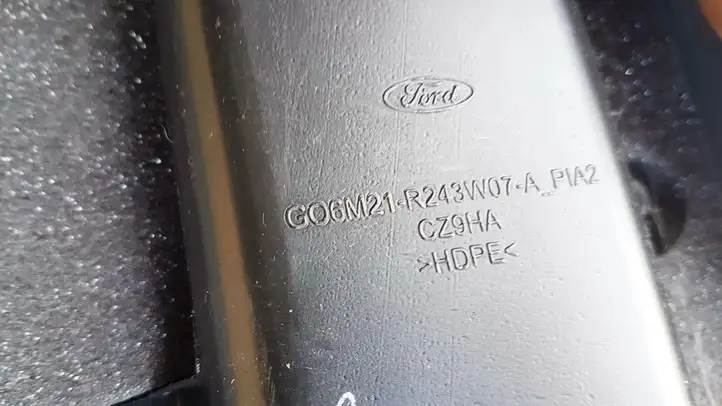 Ford
GO6M21-R243W07-A_PIA2
CZ9HA
>HDPE<